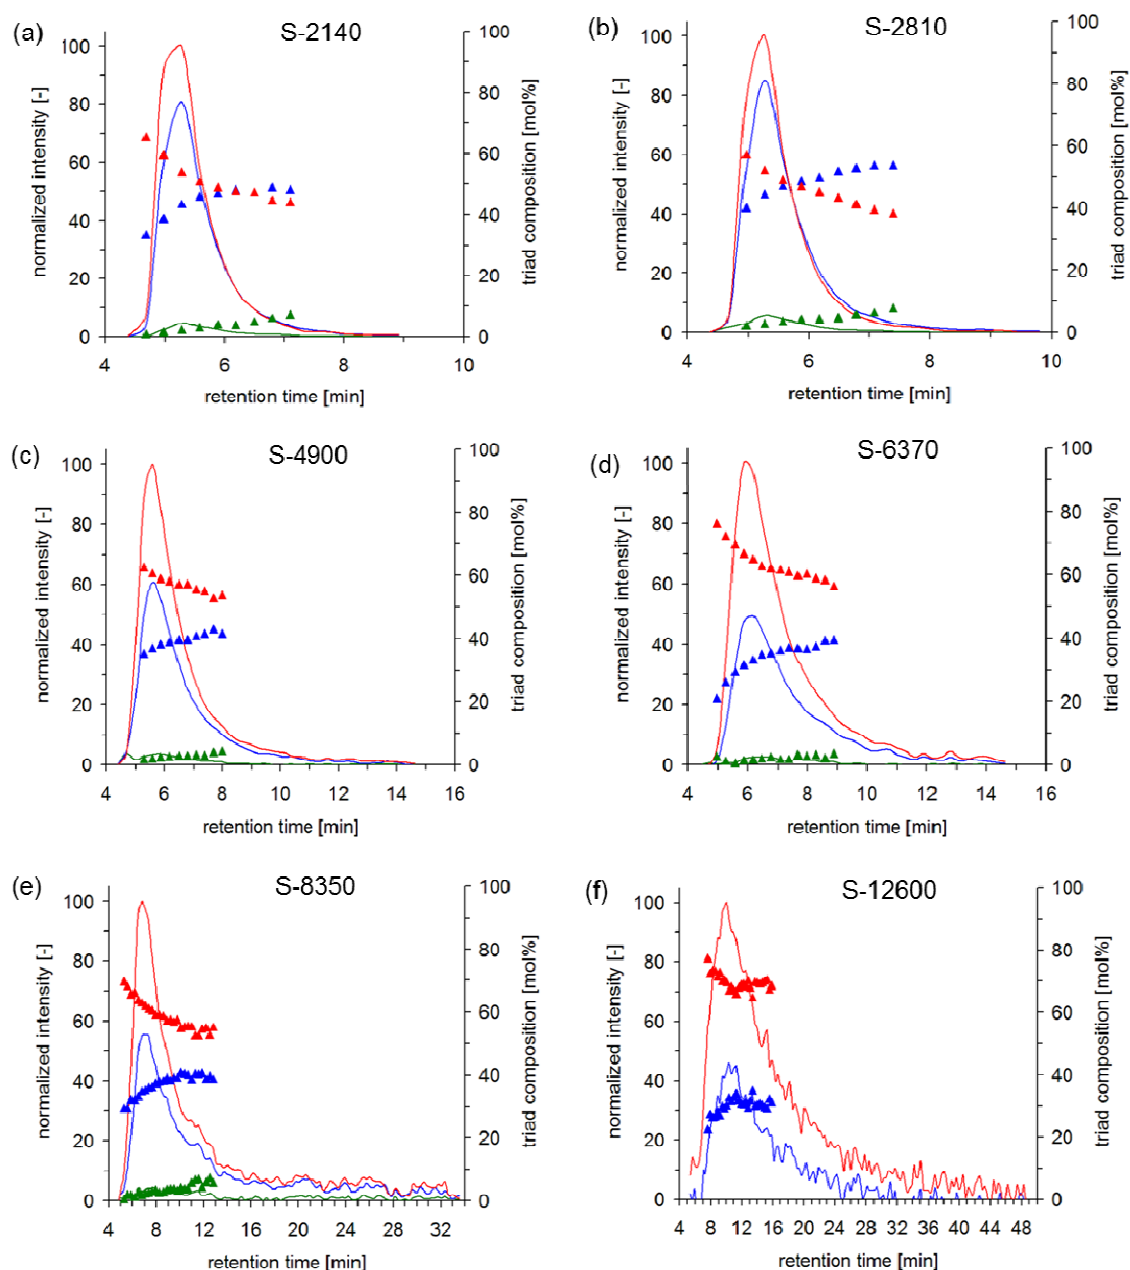 (a) S-2140
normalized intensity [-]
100
80
60
40
20
0
4 6 8 10
retention time [min]
100
80
60
40
20
0
triad composition [mol%]
(b) S-2810
normalized intensity [-]
100
80
60
40
20
0
4 6 8 10
retention time [min]
100
80
60
40
20
0
triad composition [mol%]
(c) S-4900
normalized intensity [-]
100
80
60
40
20
0
4 6 8 10 12 14 16
retention time [min]
100
80
60
40
20
0
triad composition [mol%]
(d) S-6370
normalized intensity [-]
100
80
60
40
20
0
4 6 8 10 12 14 16
retention time [min]
100
80
60
40
20
0
triad composition [mol%]
(e) S-8350
normalized intensity [-]
100
80
60
40
20
0
4 8 12 16 20 24 28 32
retention time [min]
100
80
60
40
20
0
triad composition [mol%]
(f) S-12600
normalized intensity [-]
100
80
60
40
20
0
4 8 12 16 20 24 28 32 36 40 44 48
retention time [min]
100
80
60
40
20
0
triad composition [mol%]